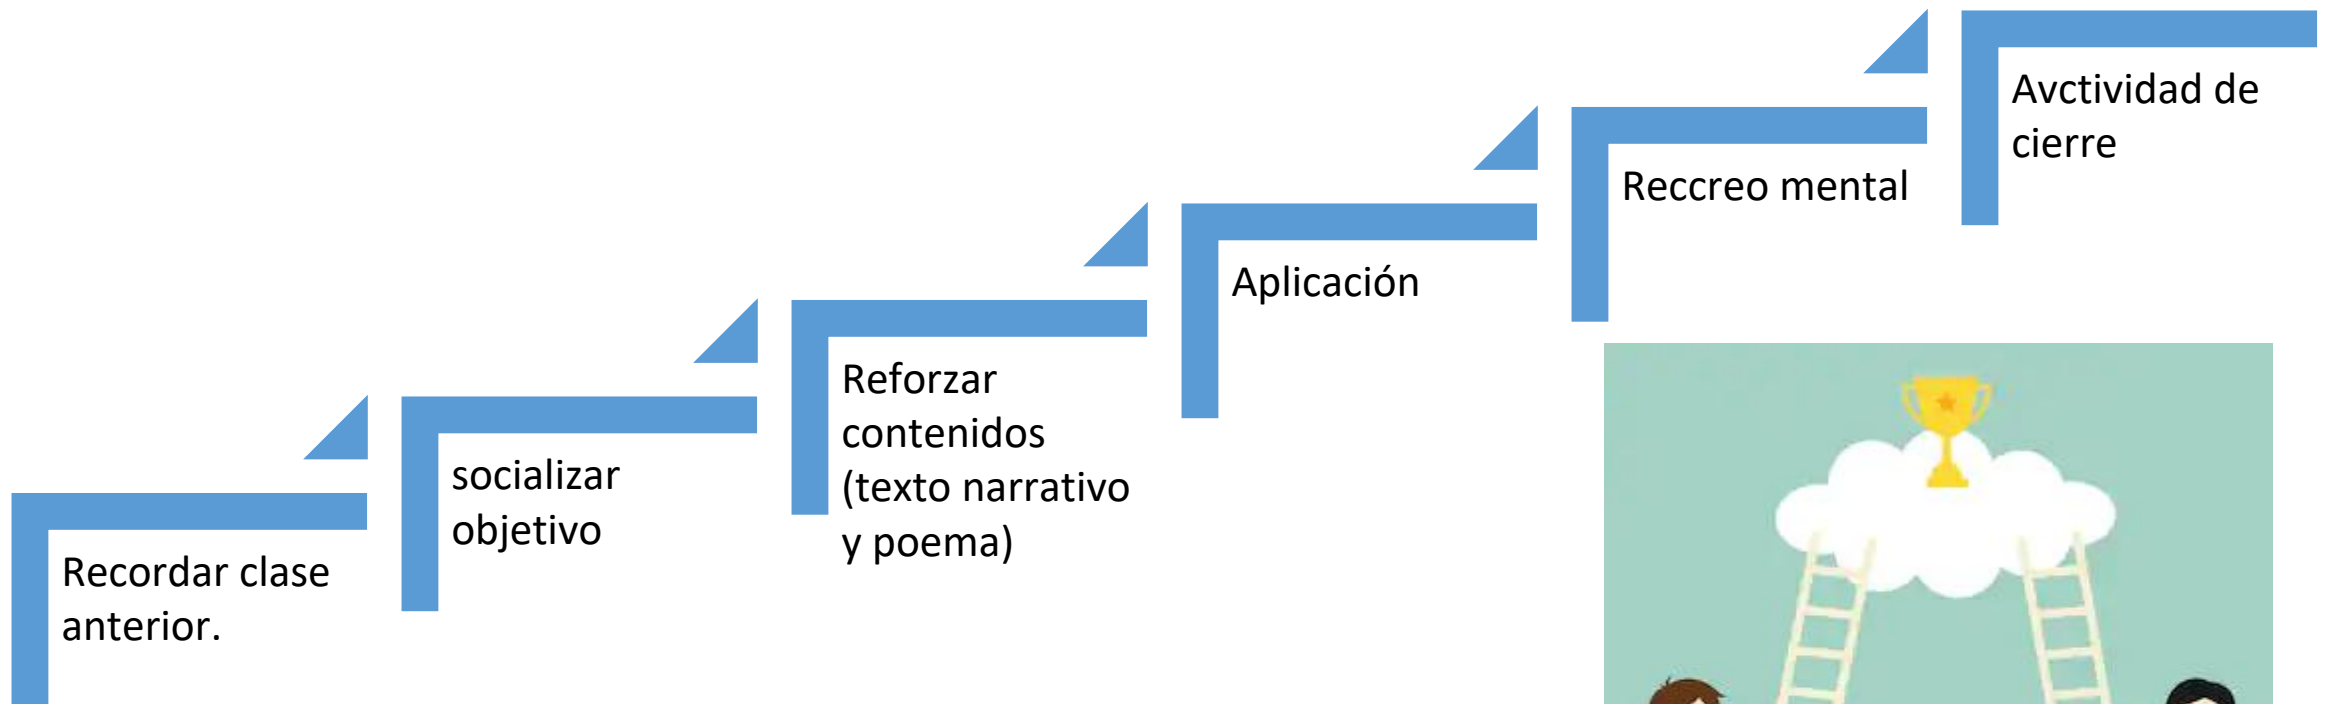 Recordar clase
anterior.
socializar
objetivo
Reforzar
contenidos
(texto narrativo
y poema)
Aplicación
Reccreo mental
Avctividad de
cierre